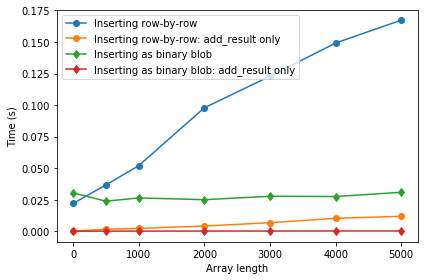 Inserting row-by-row
Inserting row-by-row: add_result only
Inserting as binary blob
Inserting as binary blob: add_result only
Time (s)
0.175
0.150
0.125
0.100
0.075
0.050
0.025
0.000
0 1000 2000 3000 4000 5000
Array length